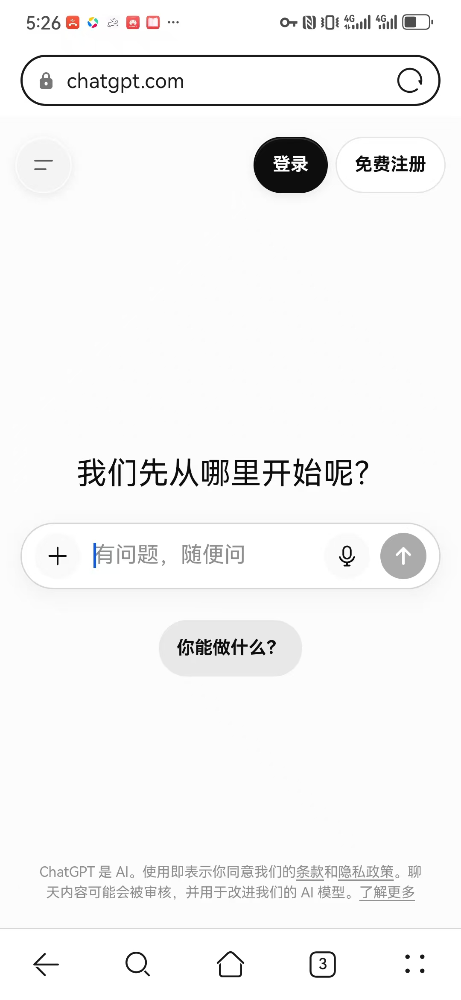 5:26
4G 4G
chatgpt.com
登录 免费注册
我们先从哪里开始呢？
有问题，随便问
你能做什么？
ChatGPT 是 AI。使用即表示你同意我们的条款和隐私政策。聊
天内容可能会被审核，并用于改进我们的 AI 模型。了解更多
3